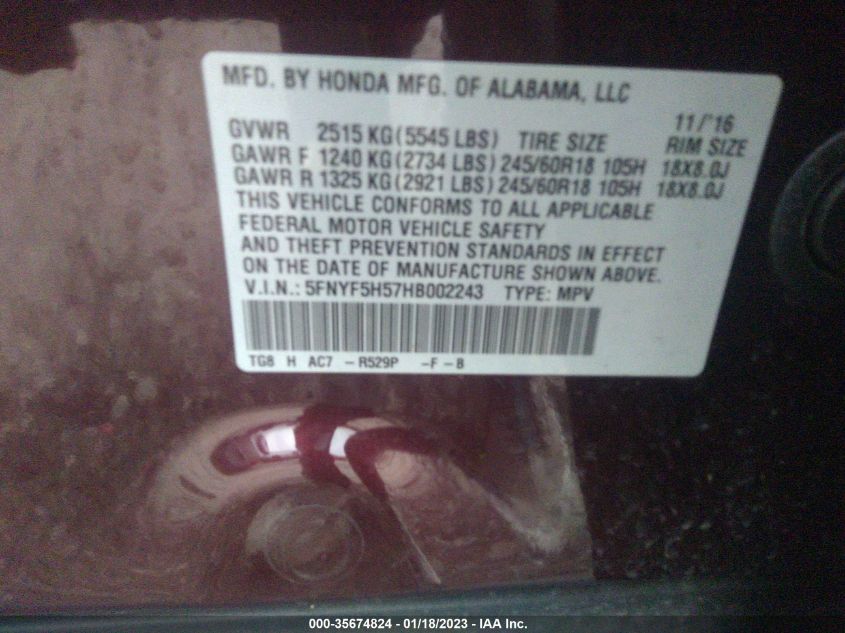 MFD. BY HONDA MFG. OF ALABAMA, LLC
11/'16
GVWR 2515 KG(5545 LBS) TIRE SIZE RIM SIZE
GAWR F 1240 KG(2734 LBS) 245/60R18 105H 18X8.0J
GAWR R 1325 KG(2921 LBS) 245/60R18 105H 18X8.0J
THIS VEHICLE CONFORMS TO ALL APPLICABLE
FEDERAL MOTOR VEHICLE SAFETY
AND THEFT PREVENTION STANDARDS IN EFFECT
ON THE DATE OF MANUFACTURE SHOWN ABOVE.
V.I.N.: 5FNYF5H57HB002243 TYPE: MPV
TG8 H AC7 -R529P -F-B
000-35674824 - 01/18/2023 - IAA Inc.